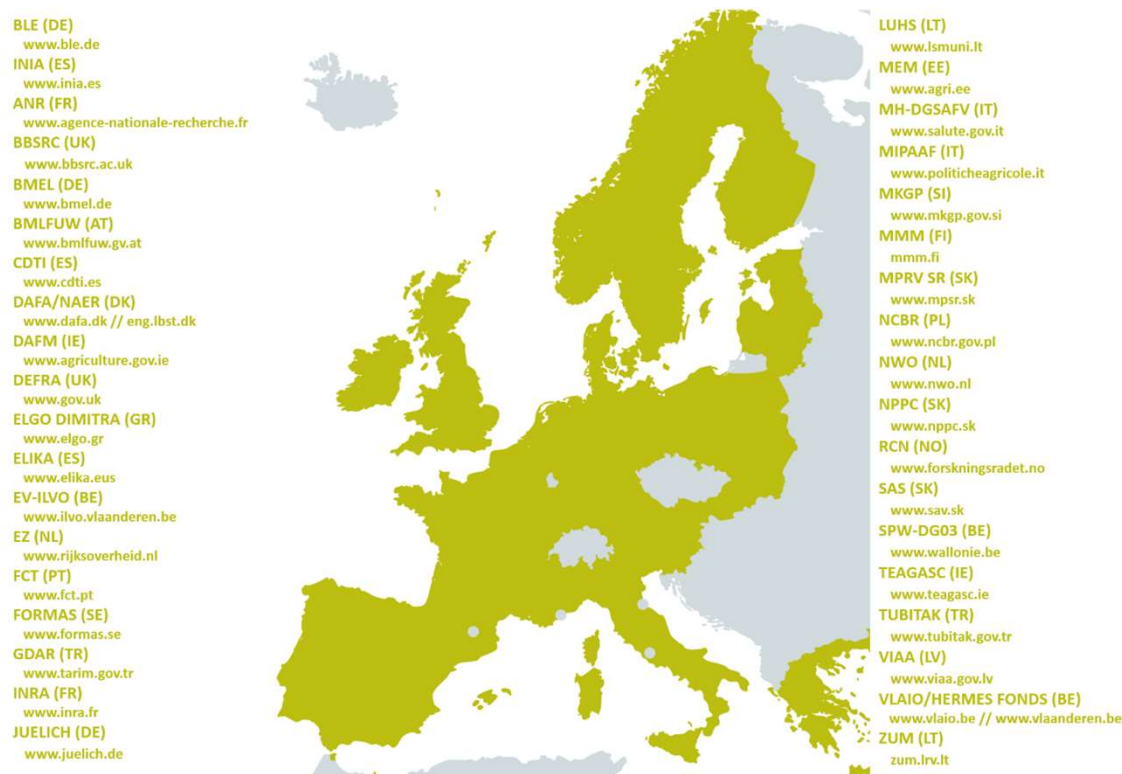 BLE (DE)
www.ble.de
INIA (ES)
www.inia.es
ANR (FR)
www.agence-nationale-recherche.fr
BBSRC (UK)
www.bbsrc.ac.uk
BMEL (DE)
www.bmel.de
BMLFUW (AT)
www.bmlfuw.gv.at
CDTI (ES)
www.cdti.es
DAFA/NAER (DK)
www.dafa.dk // eng.lbst.dk
DAFM (IE)
www.agriculture.gov.ie
DEFRA (UK)
www.gov.uk
ELGO DIMITRA (GR)
www.elgo.gr
ELIKA (ES)
www.elika.eus
EV-ILVO (BE)
www.ilvo.vlaanderen.be
EZ (NL)
www.rijksoverheid.nl
FCT (PT)
www.fct.pt
FORMAS (SE)
www.formas.se
GDAR (TR)
www.tarim.gov.tr
INRA (FR)
www.inra.fr
JUELICH (DE)
www.juelich.de
LUHS (LT)
www.lsmuni.lt
MEM (EE)
www.agri.ee
MH-DGSAFV (IT)
www.salute.gov.it
MIPAAF (IT)
www.politicheagricole.it
MKGP (SI)
www.mkgp.gov.si
MMM (FI)
mmm.fi
MPRV SR (SK)
www.mpsr.sk
NCBR (PL)
www.ncbr.gov.pl
NWO (NL)
www.nwo.nl
NPPC (SK)
www.nppc.sk
RCN (NO)
www.forskningsradet.no
SAS (SK)
www.sav.sk
SPW-DG03 (BE)
www.wallonie.be
TEAGASC (IE)
www.teagasc.ie
TUBITAK (TR)
www.tubitak.gov.tr
VIAA (LV)
www.viaa.gov.lv
VLAIO/HERMES FONDS (BE)
www.vlaio.be // www.vlaanderen.be
ZUM (LT)
zum.lrv.lt